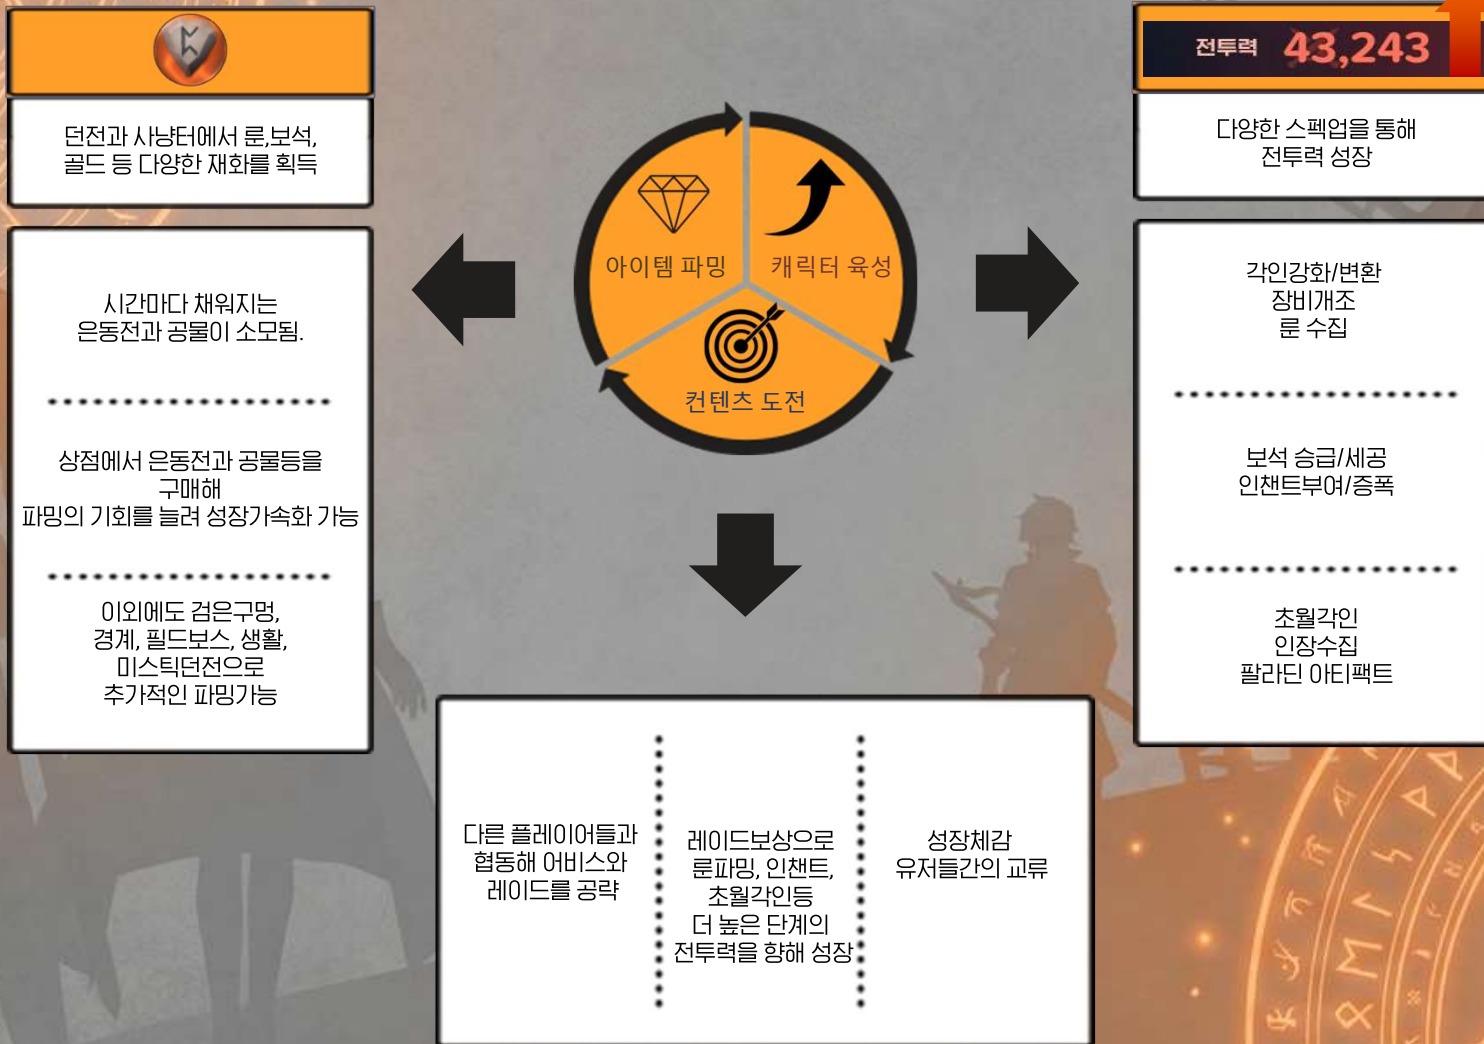 던전과 사냥터에서 룬,보석,
골드 등 다양한 재화를 획득
시간마다 채워지는
은동전과 공물이 소모됨.
상점에서 은동전과 공물등을
구매해
파밍의 기회를 늘려 성장가속화 가능
이외에도 검은구멍,
경계, 필드보스, 생활,
미스틱던전으로
추가적인 파밍가능
아이템 파밍
캐릭터 육성
컨텐츠 도전
전투력 43,243
다양한 스펙업을 통해
전투력 성장
각인강화/변환
장비개조
룬 수집
보석 승급/세공
인챈트부여/증폭
초월각인
인장수집
팔라딘 아티팩트
다른 플레이어들과
협동해 어비스와
레이드를 공략
레이드보상으로
룬파밍, 인챈트,
초월각인등
더 높은 단계의
전투력을 향해 성장
성장체감
유저들간의 교류